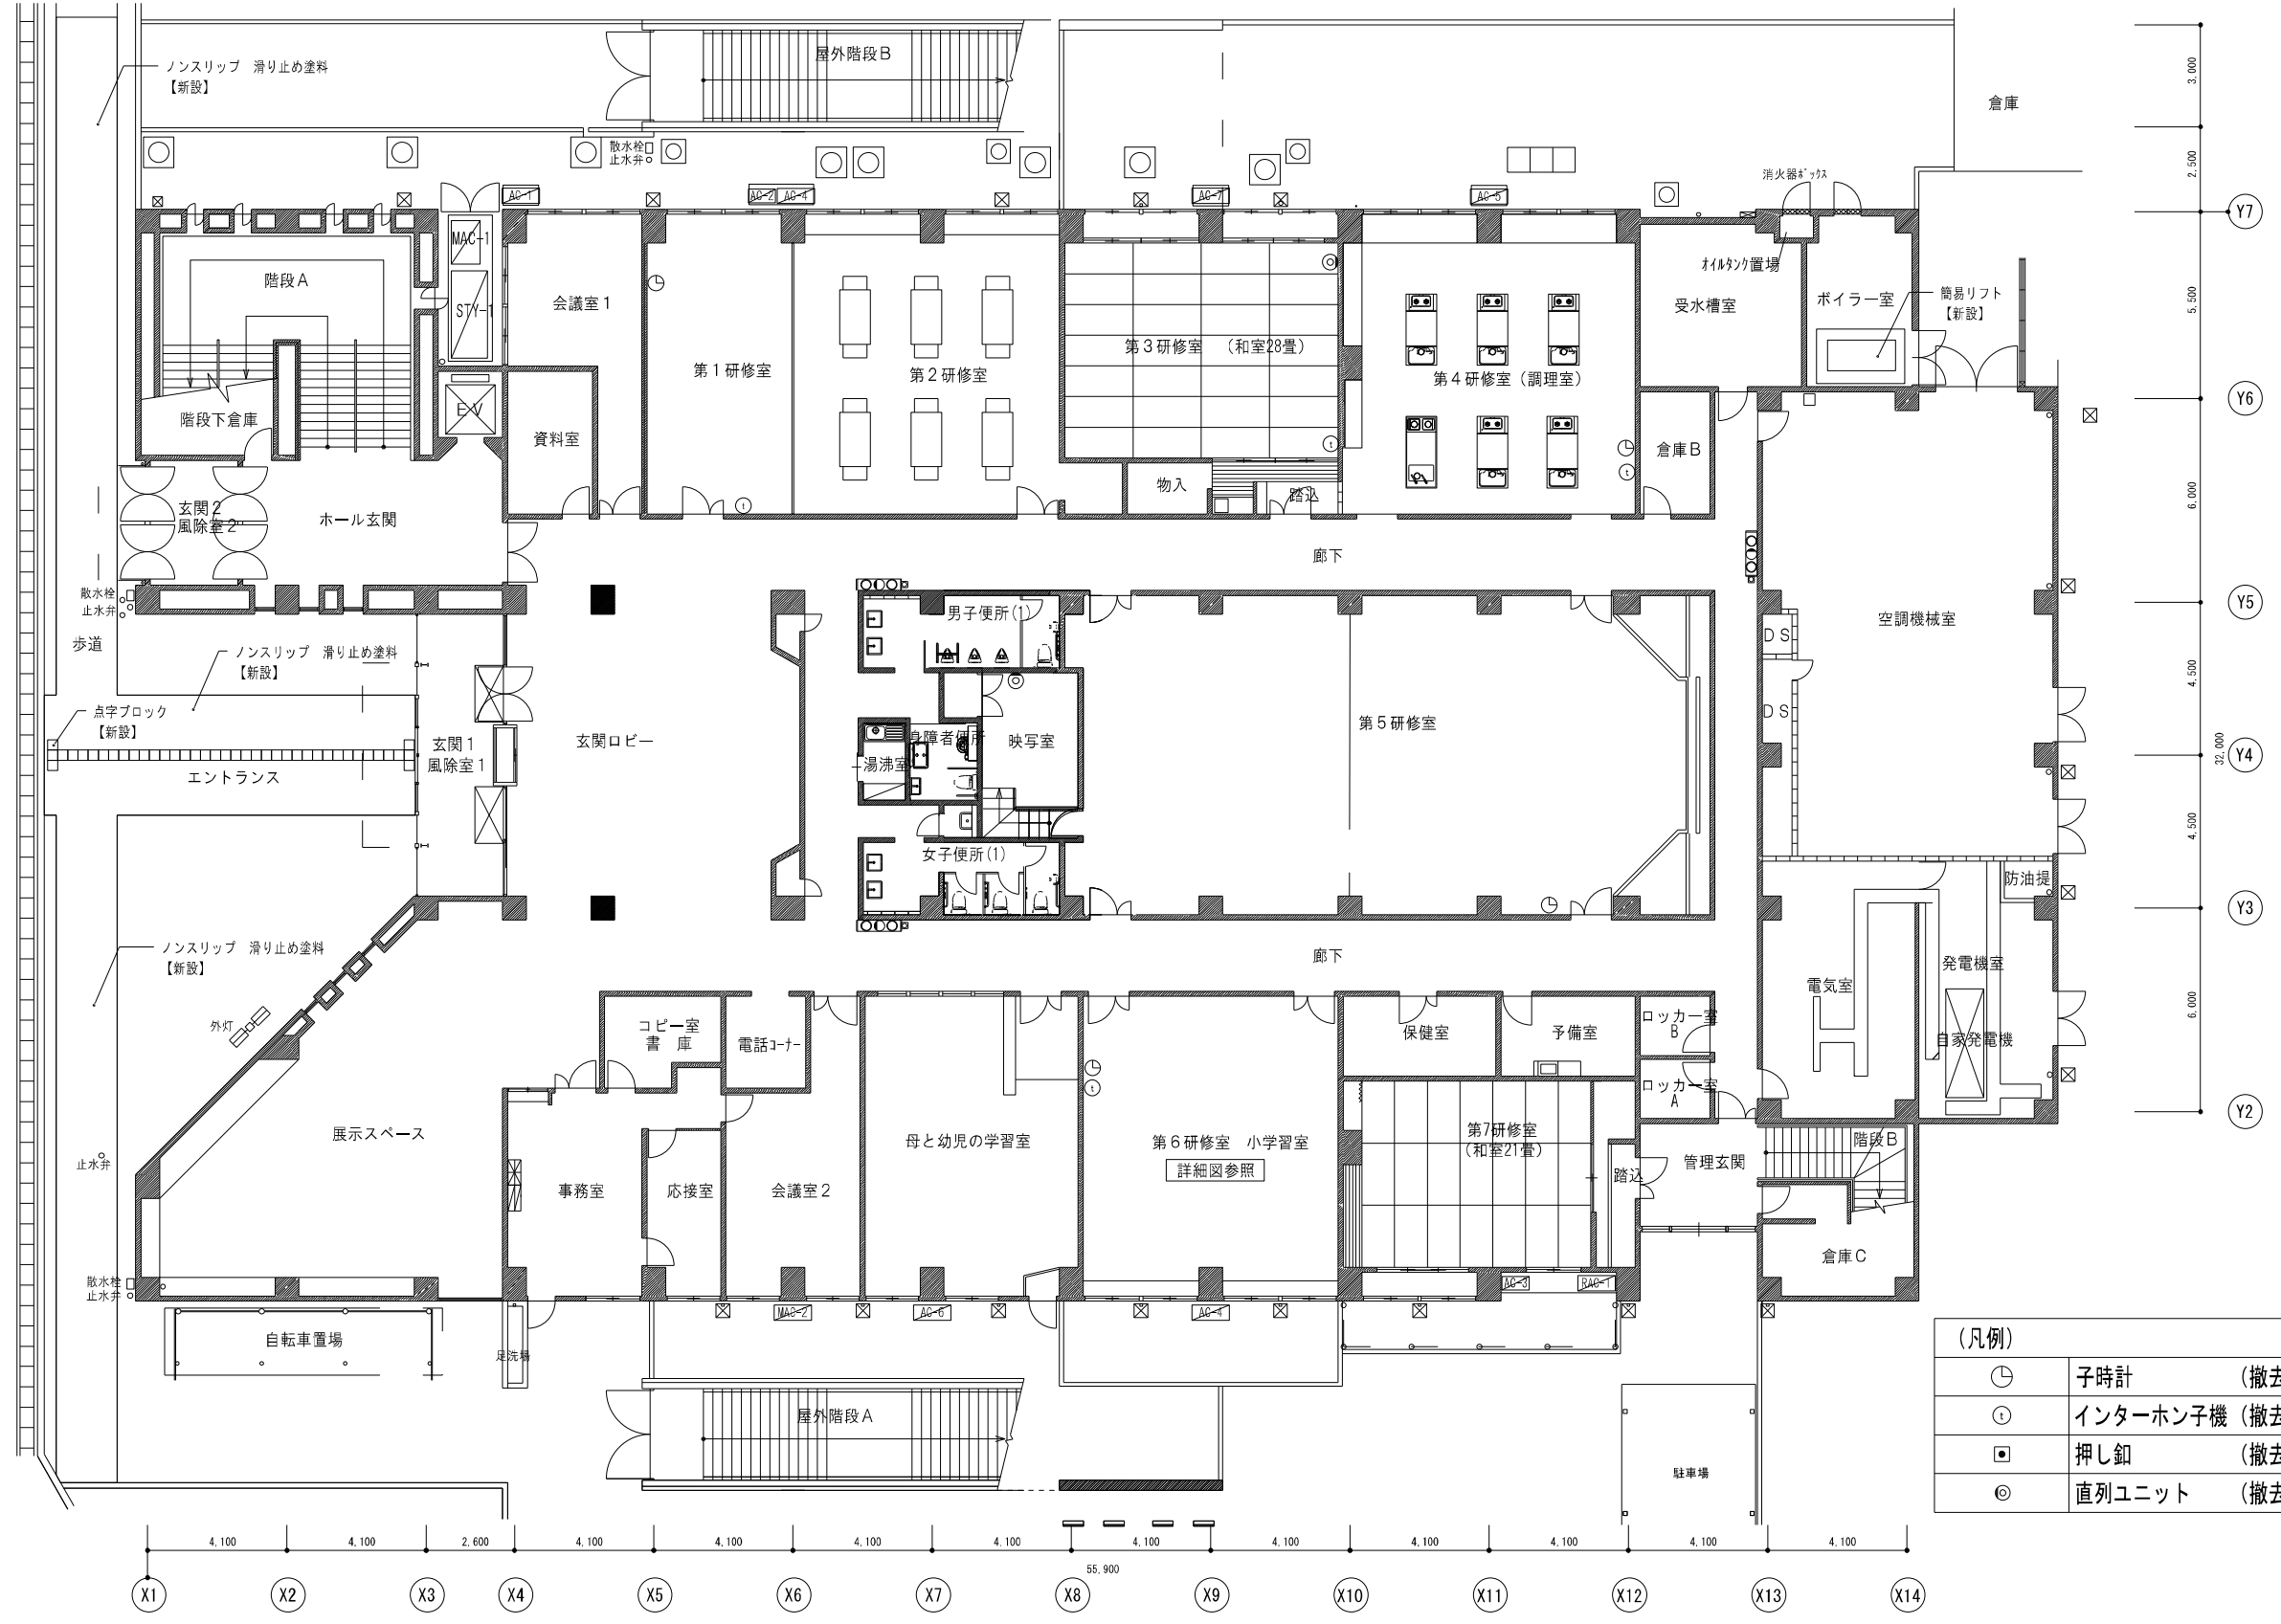 屋外階段B
ノンスリップ 滑り止め塗料
【新設】
3,000
倉庫
散水栓
止水弁
2,500
消火器ボックス
AC-1
AC-2
AC-4
AC-7
AC-5
Y7
MAC-1
階段A
STY-1
会議室1
オイルタンク置場
受水槽室
ボイラー室
簡易リフト
【新設】
5,500
第1研修室
第2研修室
第3研修室 (和室28畳)
第4研修室(調理室)
Y6
階段下倉庫
EV
資料室
倉庫B
物入
踏込
玄関2
風除室2
ホール玄関
6,000
廊下
散水栓
止水弁
男子便所(1)
Y5
歩道
空調機械室
DS
ノンスリップ 滑り止め塗料
【新設】
4,500
点字ブロック
【新設】
DS
第5研修室
玄関1
風除室1
玄関ロビー
身障者便所
映写室
湯沸室
32,000
Y4
エントランス
4,500
女子便所(1)
防油堤
Y3
ノンスリップ 滑り止め塗料
【新設】
廊下
発電機室
電気室
6,000
外灯
コピー室
書 庫
電話コーナー
保健室
予備室
ロッカー室
B
自家発電機
ロッカー室
A
Y2
展示スペース
母と幼児の学習室
第6研修室 小学習室
詳細図参照
第7研修室
(和室21畳)
階段B
管理玄関
踏込
止水弁
事務室
応接室
会議室2
倉庫C
散水栓
止水弁
AC-3
RAC-1
MAC-2
AC-6
AC-4
自転車置場
足洗場
(凡例)
子時計 (撤去
t インターホン子機 (撤去
押し釦 (撤去
直列ユニット (撤去
屋外階段A
駐車場
4,100
4,100
2,600
4,100
4,100
4,100
4,100
4,100
4,100
4,100
4,100
4,100
4,100
55,900
X1
X2
X3
X4
X5
X6
X7
X8
X9
X10
X11
X12
X13
X14